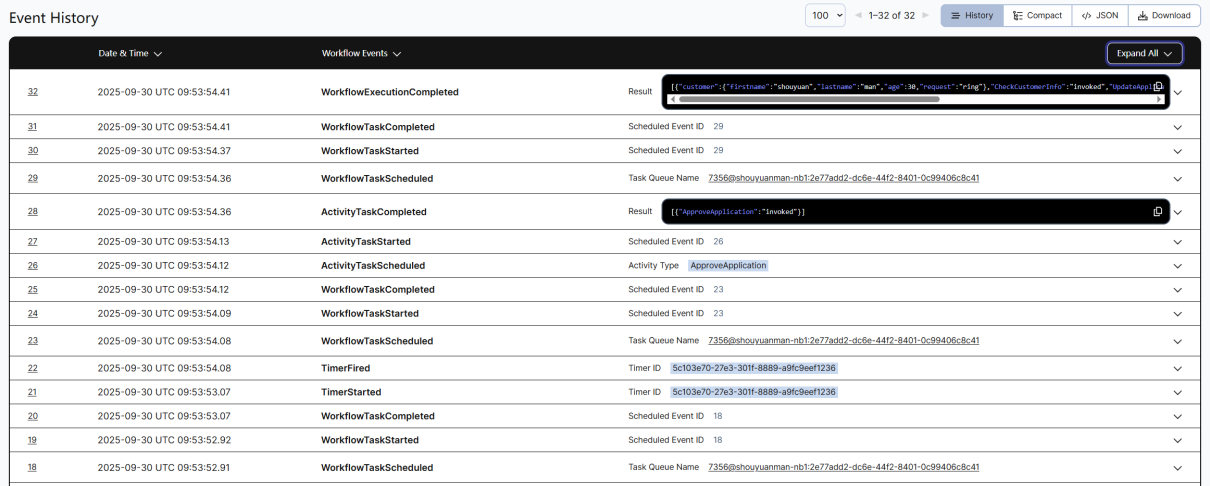 Event History
100 1–32 of 32 History Compact </> JSON Download
Date & Time Workflow Events Expand All
32 2025-09-30 UTC 09:53:54.41 WorkflowExecutionCompleted Result [{"customer":{"firstname":"shouyuan","lastname":"man","age":30,"request":"ring"},"CheckCustomerInfo":"invoked","UpdateAppli
31 2025-09-30 UTC 09:53:54.41 WorkflowTaskCompleted Scheduled Event ID 29
30 2025-09-30 UTC 09:53:54.37 WorkflowTaskStarted Scheduled Event ID 29
29 2025-09-30 UTC 09:53:54.36 WorkflowTaskScheduled Task Queue Name 7356@shouyuanman-nb1:2e77add2-dc6e-44f2-8401-0c99406c8c41
28 2025-09-30 UTC 09:53:54.36 ActivityTaskCompleted Result [{"ApproveApplication":"invoked"}]
27 2025-09-30 UTC 09:53:54.13 ActivityTaskStarted Scheduled Event ID 26
26 2025-09-30 UTC 09:53:54.12 ActivityTaskScheduled Activity Type ApproveApplication
25 2025-09-30 UTC 09:53:54.12 WorkflowTaskCompleted Scheduled Event ID 23
24 2025-09-30 UTC 09:53:54.09 WorkflowTaskStarted Scheduled Event ID 23
23 2025-09-30 UTC 09:53:54.08 WorkflowTaskScheduled Task Queue Name 7356@shouyuanman-nb1:2e77add2-dc6e-44f2-8401-0c99406c8c41
22 2025-09-30 UTC 09:53:54.08 TimerFired Timer ID 5c103e70-27e3-301f-8889-a9fc9eef1236
21 2025-09-30 UTC 09:53:53.07 TimerStarted Timer ID 5c103e70-27e3-301f-8889-a9fc9eef1236
20 2025-09-30 UTC 09:53:53.07 WorkflowTaskCompleted Scheduled Event ID 18
19 2025-09-30 UTC 09:53:52.92 WorkflowTaskStarted Scheduled Event ID 18
18 2025-09-30 UTC 09:53:52.91 WorkflowTaskScheduled Task Queue Name 7356@shouyuanman-nb1:2e77add2-dc6e-44f2-8401-0c99406c8c41